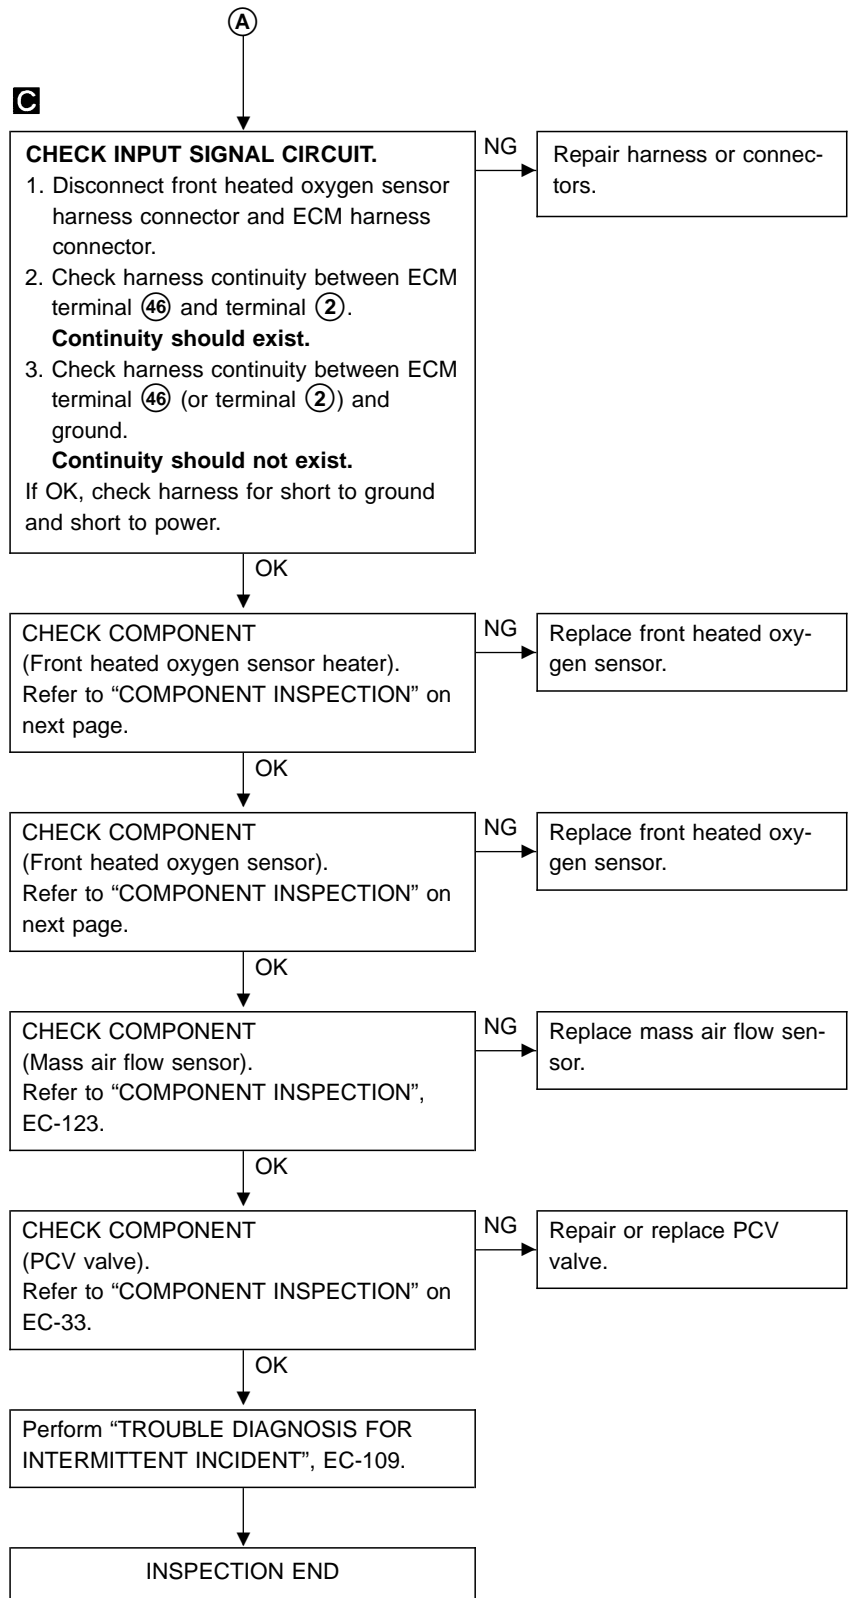 A
C
CHECK INPUT SIGNAL CIRCUIT.
1. Disconnect front heated oxygen sensor
harness connector and ECM harness
connector.
2. Check harness continuity between ECM
terminal 46 and terminal 2.
Continuity should exist.
3. Check harness continuity between ECM
terminal 46 (or terminal 2) and
ground.
Continuity should not exist.
If OK, check harness for short to ground
and short to power.
NG
Repair harness or connec-
tors.
OK
CHECK COMPONENT
(Front heated oxygen sensor heater).
Refer to “COMPONENT INSPECTION” on
next page.
NG
Replace front heated oxy-
gen sensor.
OK
CHECK COMPONENT
(Front heated oxygen sensor).
Refer to “COMPONENT INSPECTION” on
next page.
NG
Replace front heated oxy-
gen sensor.
OK
CHECK COMPONENT
(Mass air flow sensor).
Refer to “COMPONENT INSPECTION”,
EC-123.
NG
Replace mass air flow sen-
sor.
OK
CHECK COMPONENT
(PCV valve).
Refer to “COMPONENT INSPECTION” on
EC-33.
NG
Repair or replace PCV
valve.
OK
Perform “TROUBLE DIAGNOSIS FOR
INTERMITTENT INCIDENT”, EC-109.
INSPECTION END